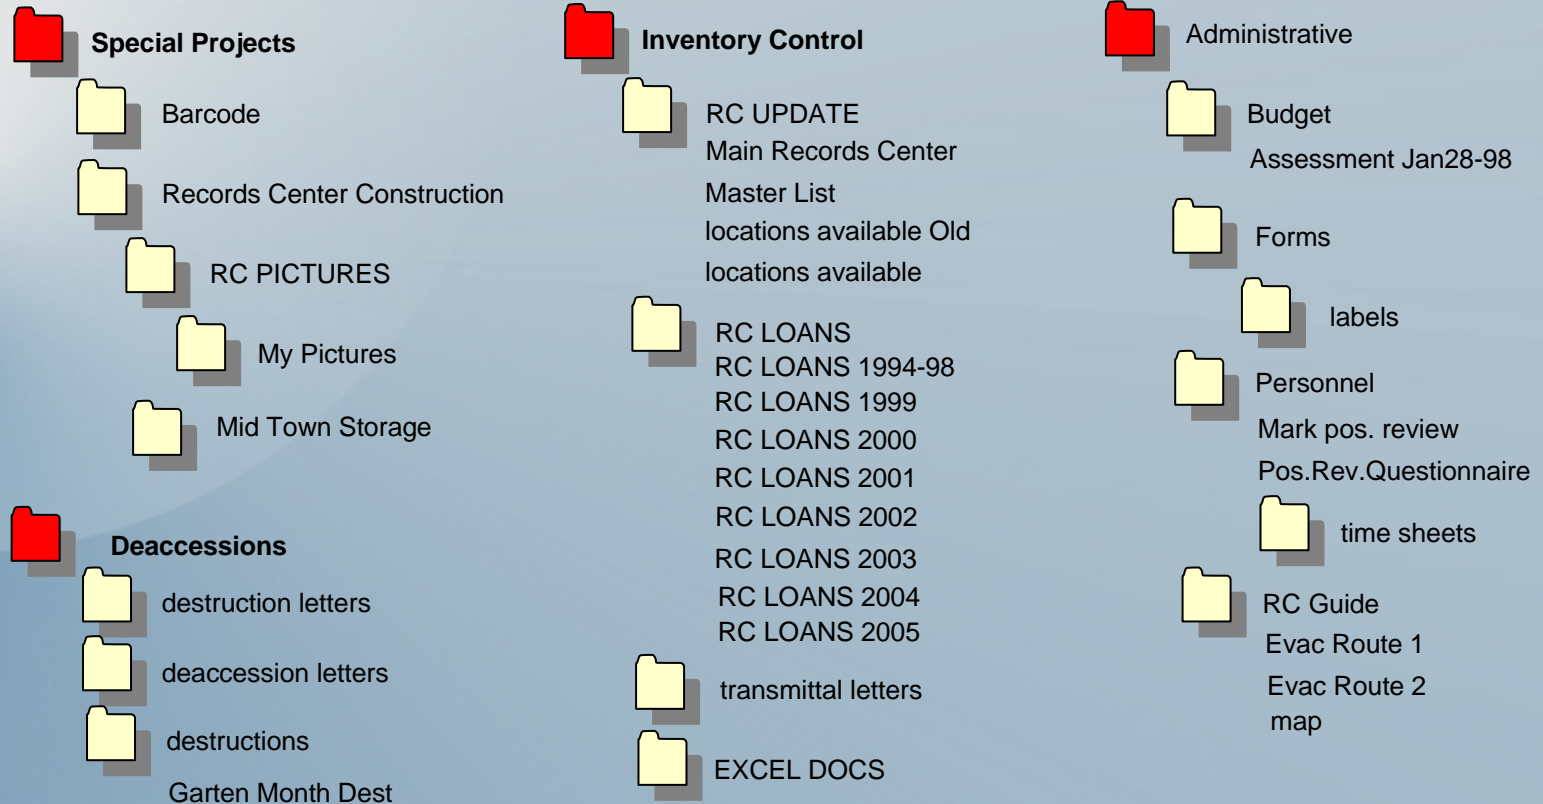 Special Projects
Barcode
Records Center Construction
RC PICTURES
My Pictures
Mid Town Storage
Deaccessions
destruction letters
deaccession letters
destructions
Garten Month Dest
Inventory Control
RC UPDATE
Main Records Center
Master List
locations available Old
locations available
RC LOANS
RC LOANS 1994-98
RC LOANS 1999
RC LOANS 2000
RC LOANS 2001
RC LOANS 2002
RC LOANS 2003
RC LOANS 2004
RC LOANS 2005
transmittal letters
EXCEL DOCS
Administrative
Budget
Assessment Jan28-98
Forms
labels
Personnel
Mark pos. review
Pos.Rev.Questionnaire
time sheets
RC Guide
Evac Route 1
Evac Route 2
map